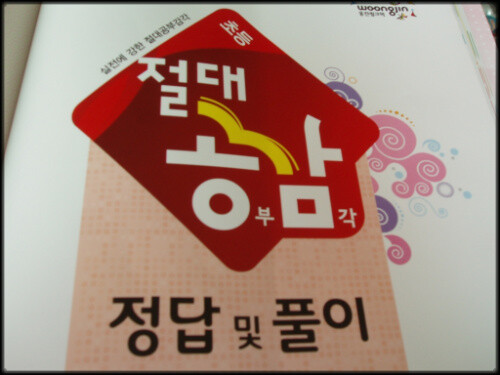 실전에 강한 절대공부감각
초등
절대
공부
감각
정답 및 풀이